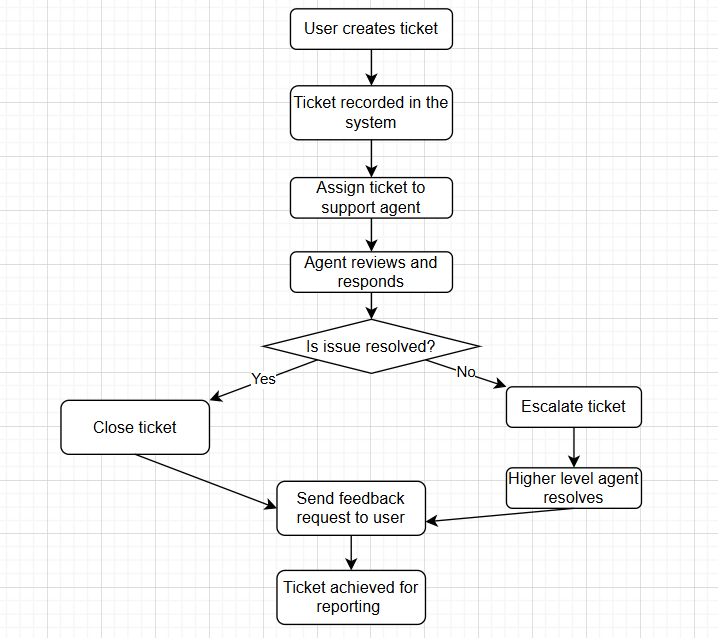 User creates ticket
Ticket recorded in the
system
Assign ticket to
support agent
Agent reviews and
responds
Is issue resolved?
Yes
No
Close ticket
Escalate ticket
Higher level agent
resolves
Send feedback
request to user
Ticket achieved for
reporting